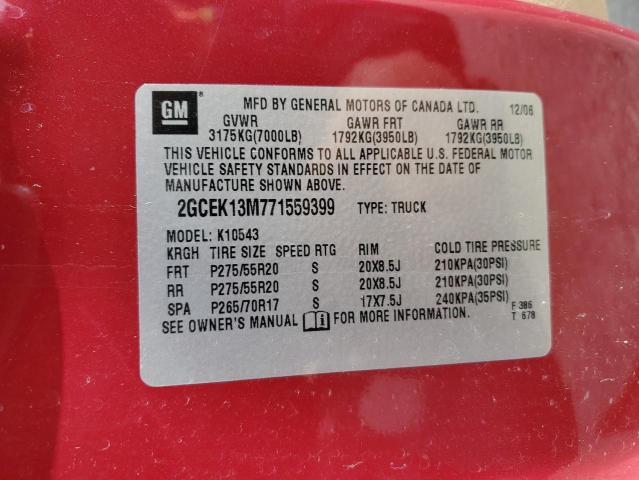 GM®
MFD BY GENERAL MOTORS OF CANADA LTD. 12/06
GVWR GAWR FRT GAWR RR
3175KG(7000LB) 1792KG(3950LB) 1792KG(3950LB)
THIS VEHICLE CONFORMS TO ALL APPLICABLE U.S. FEDERAL MOTOR
VEHICLE SAFETY STANDARDS IN EFFECT ON THE DATE OF
MANUFACTURE SHOWN ABOVE.
2GCEK13M771559399 TYPE: TRUCK
MODEL: K10543
KRGH TIRE SIZE SPEED RTG RIM COLD TIRE PRESSURE
FRT P275/55R20 S 20X8.5J 210KPA(30PSI)
RR P275/55R20 S 20X8.5J 210KPA(30PSI)
SPA P265/70R17 S 17X7.5J 240KPA(35PSI)
SEE OWNER'S MANUAL FOR MORE INFORMATION.
F 386
T 678